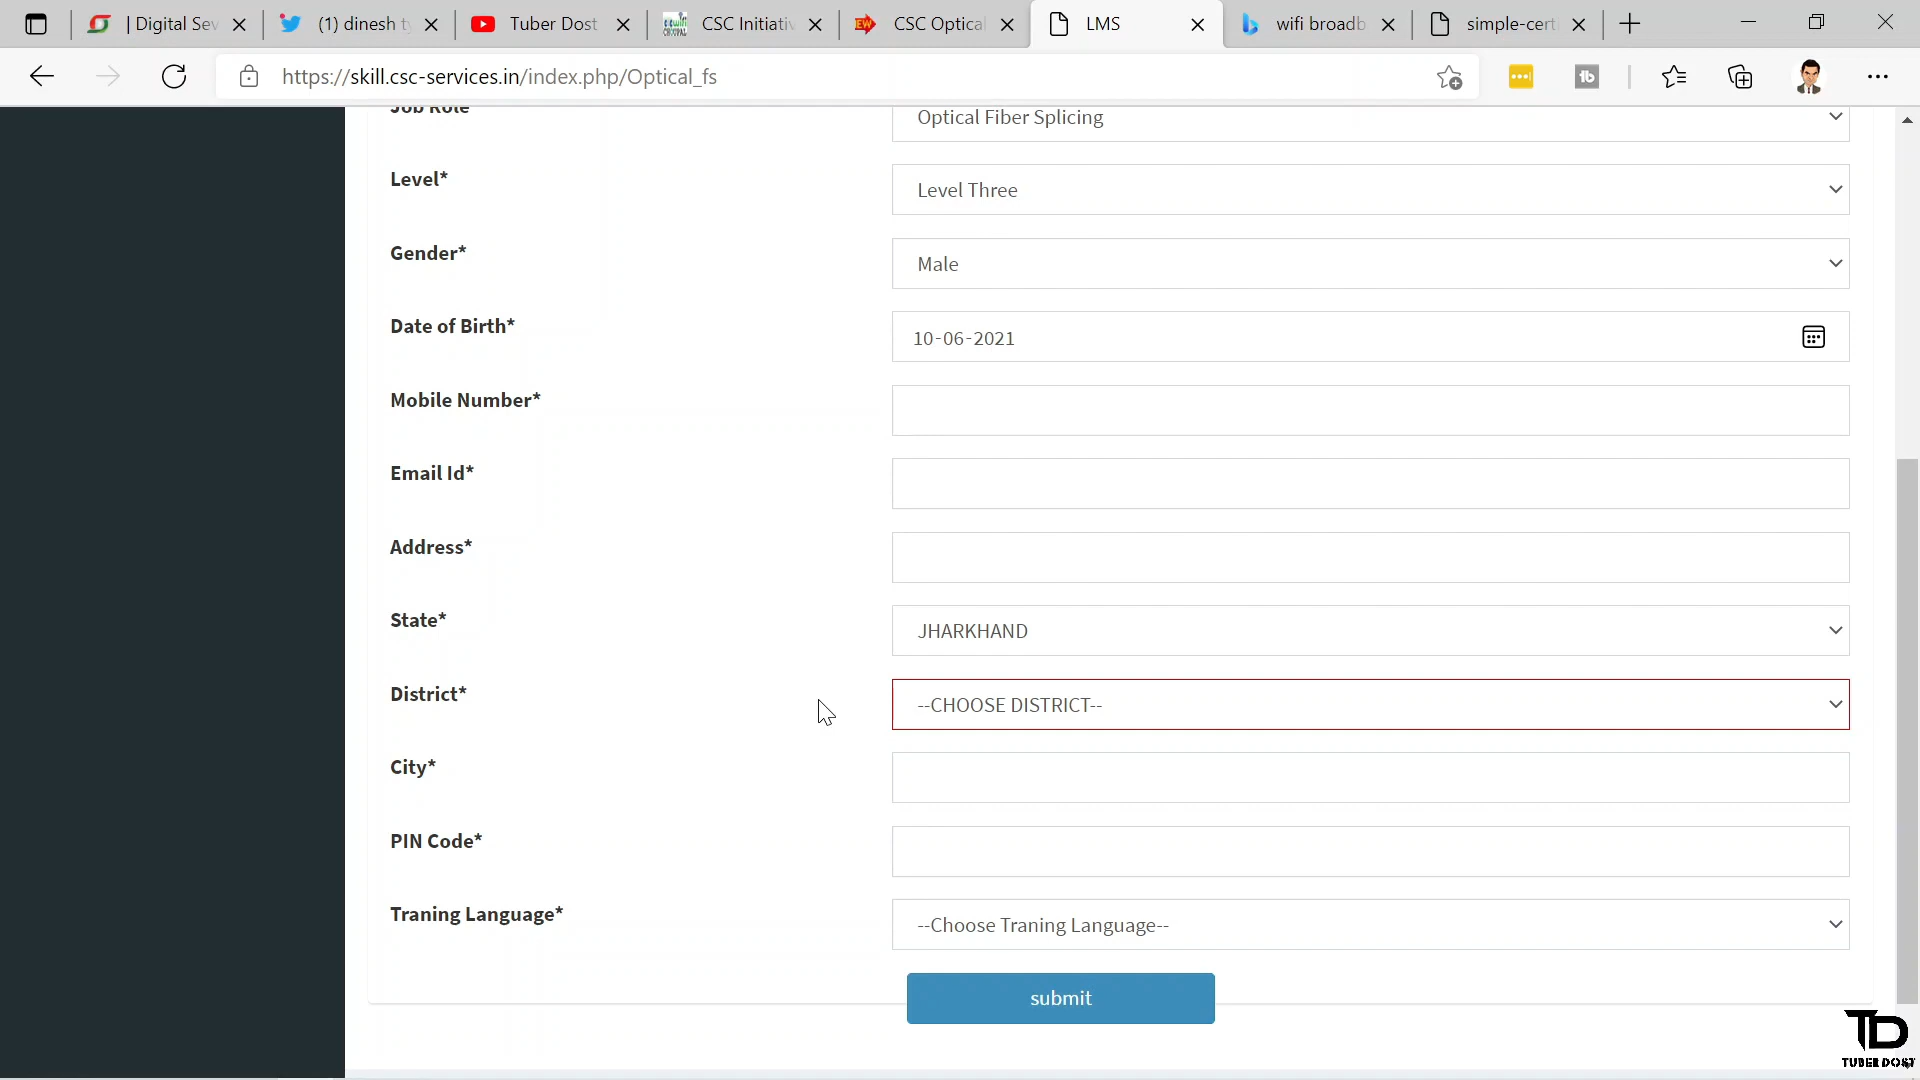 | Digital Sev
(1) dinesh ty
Tuber Dost
CSC Initiativ
CSC Optical
LMS
wifi broadb
simple-cert
https://skill.csc-services.in/index.php/Optical_fs
Job Role
Optical Fiber Splicing
Level*
Level Three
Gender*
Male
Date of Birth*
10-06-2021
Mobile Number*
Email Id*
Address*
State*
JHARKHAND
District*
--CHOOSE DISTRICT--
City*
PIN Code*
Traning Language*
--Choose Traning Language--
submit
TD
TUBER DOST